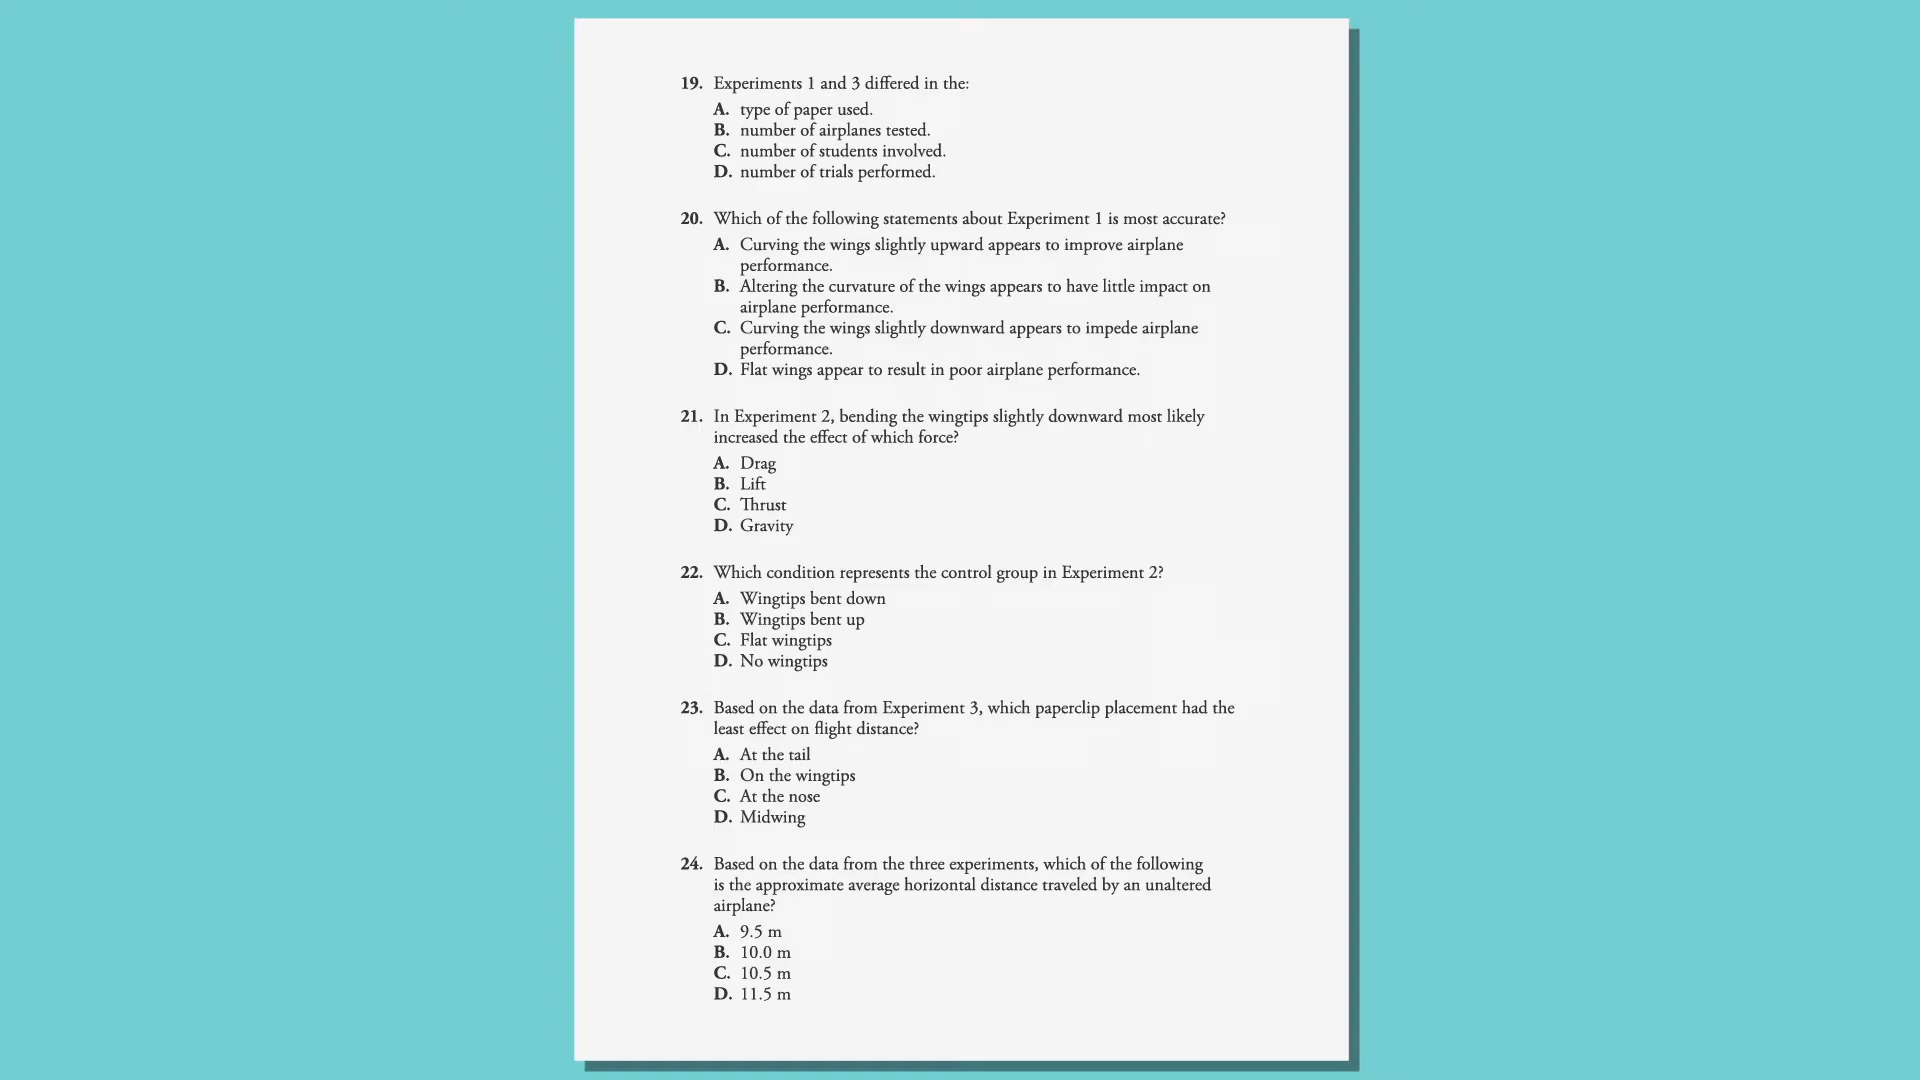 19. Experiments 1 and 3 differed in the:
A. type of paper used.
B. number of airplanes tested.
C. number of students involved.
D. number of trials performed.
20. Which of the following statements about Experiment 1 is most accurate?
A. Curving the wings slightly upward appears to improve airplane
performance.
B. Altering the curvature of the wings appears to have little impact on
airplane performance.
C. Curving the wings slightly downward appears to impede airplane
performance.
D. Flat wings appear to result in poor airplane performance.
21. In Experiment 2, bending the wingtips slightly downward most likely
increased the effect of which force?
A. Drag
B. Lift
C. Thrust
D. Gravity
22. Which condition represents the control group in Experiment 2?
A. Wingtips bent down
B. Wingtips bent up
C. Flat wingtips
D. No wingtips
23. Based on the data from Experiment 3, which paperclip placement had the
least effect on flight distance?
A. At the tail
B. On the wingtips
C. At the nose
D. Midwing
24. Based on the data from the three experiments, which of the following
is the approximate average horizontal distance traveled by an unaltered
airplane?
A. 9.5 m
B. 10.0 m
C. 10.5 m
D. 11.5 m